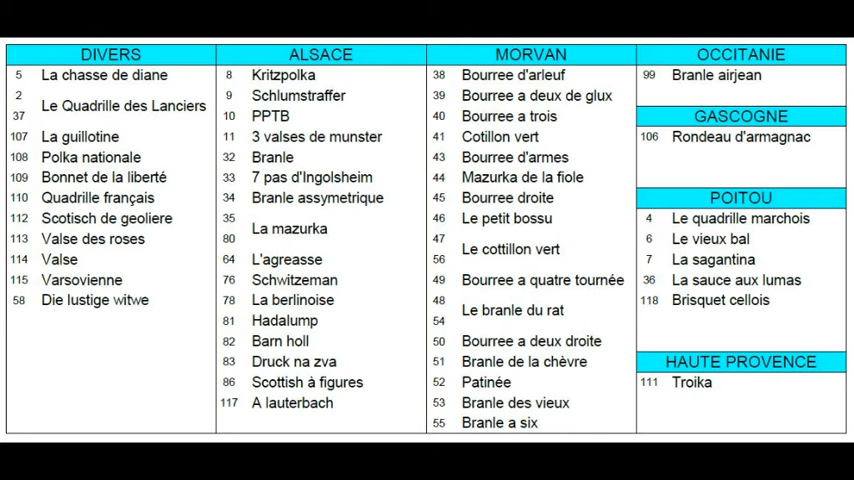 DIVERS
5 La chasse de diane
2
Le Quadrille des Lanciers
37
107 La guillotine
108 Polka nationale
109 Bonnet de la liberté
110 Quadrille français
112 Scotisch de geoliere
113 Valse des roses
114 Valse
115 Varsovienne
58 Die lustige witwe
ALSACE
8 Kritzpolka
9 Schlumstraffer
10 PPTB
11 3 valses de munster
32 Branle
33 7 pas d'Ingolsheim
34 Branle assymetrique
35
La mazurka
80
64 L'agreasse
76 Schwitzeman
78 La berlinoise
81 Hadalump
82 Barn holl
83 Druck na zva
86 Scottish à figures
117 A lauterbach
MORVAN
38 Bourree d'arleuf
39 Bourree a deux de glux
40 Bourree a trois
41 Cotillon vert
43 Bourree d'armes
44 Mazurka de la fiole
45 Bourree droite
46 Le petit bossu
47
Le cottillon vert
56
49 Bourree a quatre tournée
48
Le branle du rat
54
50 Bourree a deux droite
51 Branle de la chèvre
52 Patinée
53 Branle des vieux
55 Branle a six
OCCITANIE
99 Branle airjean
GASCOGNE
106 Rondeau d'armagnac
POITOU
4 Le quadrille marchois
6 Le vieux bal
7 La sagantina
36 La sauce aux lumas
118 Brisquet cellois
HAUTE PROVENCE
111 Troika